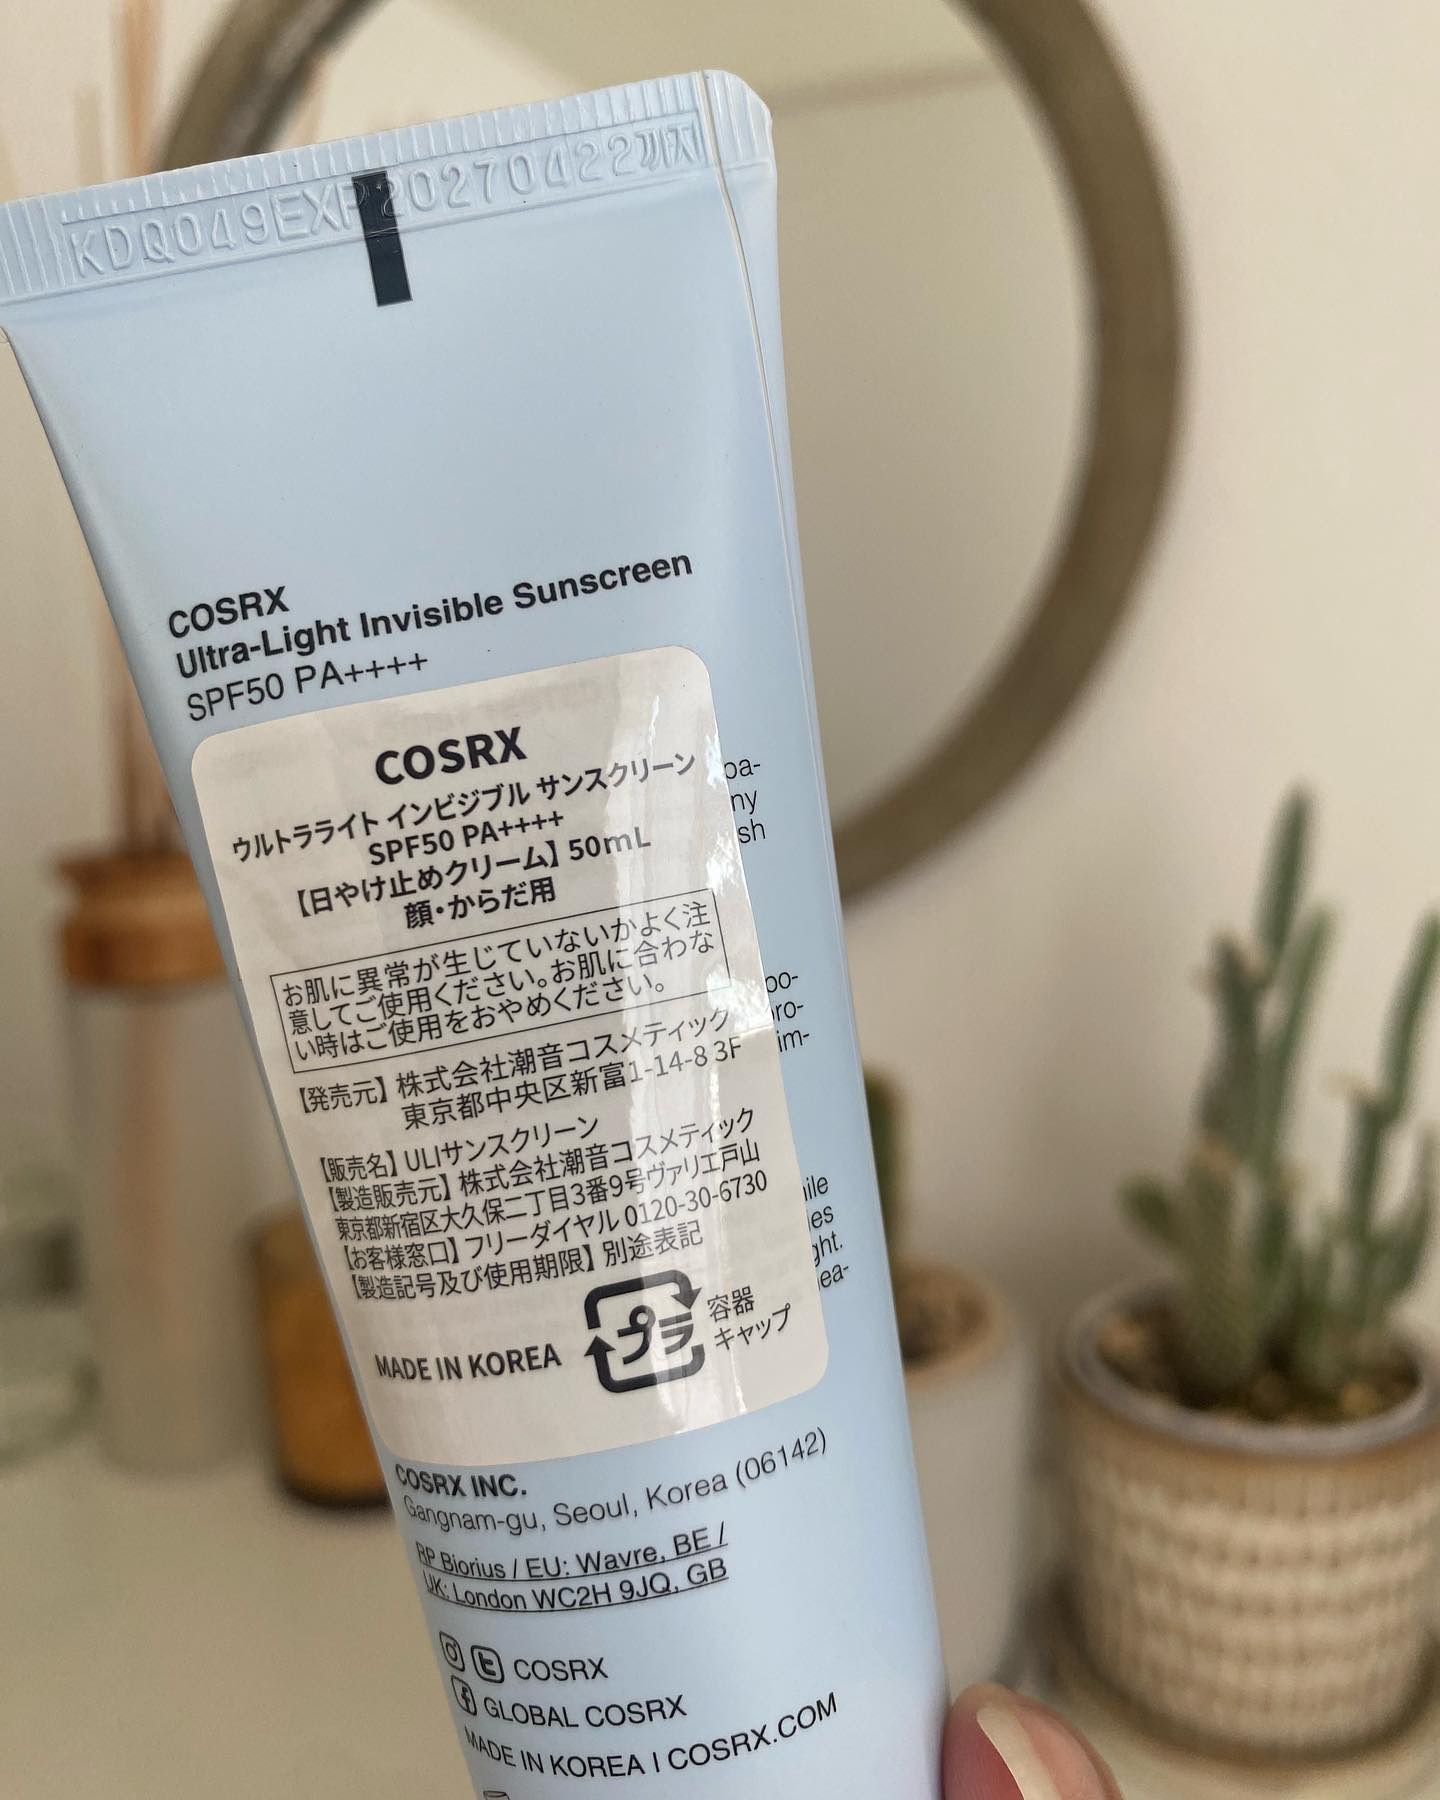 KDQ049EXP20270422까지
COSRX
Ultra-Light Invisible Sunscreen
SPF50 PA++++
COSRX
ウルトラライト インビジブル サンスクリーン
SPF50 PA++++
【日やけ止めクリーム】50mL
顔・からだ用
お肌に異常が生じていないかよく注
意してご使用ください。お肌に合わな
い時はご使用をおやめください。
【発売元】株式会社潮音コスメティック
東京都中央区新富1-14-8 3F
【販売名】ULIサンスクリーン
【製造販売元】株式会社潮音コスメティック
東京都新宿区大久保二丁目3番9号ヴァリエ戸山
【お客様窓口】フリーダイヤル 0120-30-6730
【製造記号及び使用期限】別途表記
MADE IN KOREA
プラ
容器
キャップ
COSRX INC.
Gangnam-gu, Seoul, Korea (06142)
RP Biorius / EU: Wavre, BE /
UK: London WC2H 9JQ, GB
COSRX
GLOBAL COSRX
MADE IN KOREA I COSRX.COM